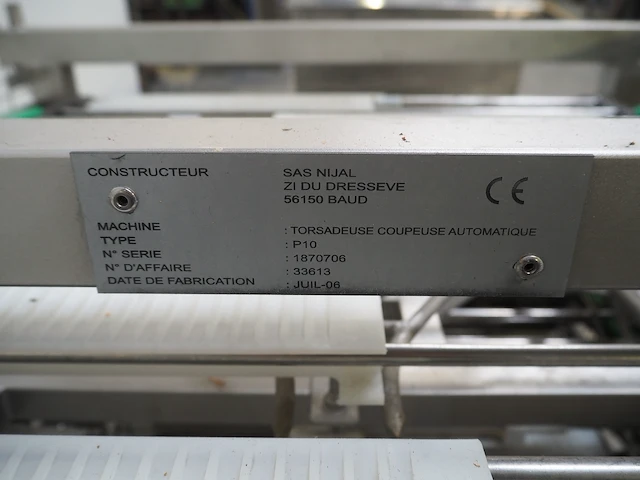 CONSTRUCTEUR SAS NIJAL
ZI DU DRESSEVE
56150 BAUD
CE
MACHINE : TORSADEUSE COUPEUSE AUTOMATIQUE
TYPE : P10
N° SERIE : 1870706
N° D'AFFAIRE : 33613
DATE DE FABRICATION : JUIL-06